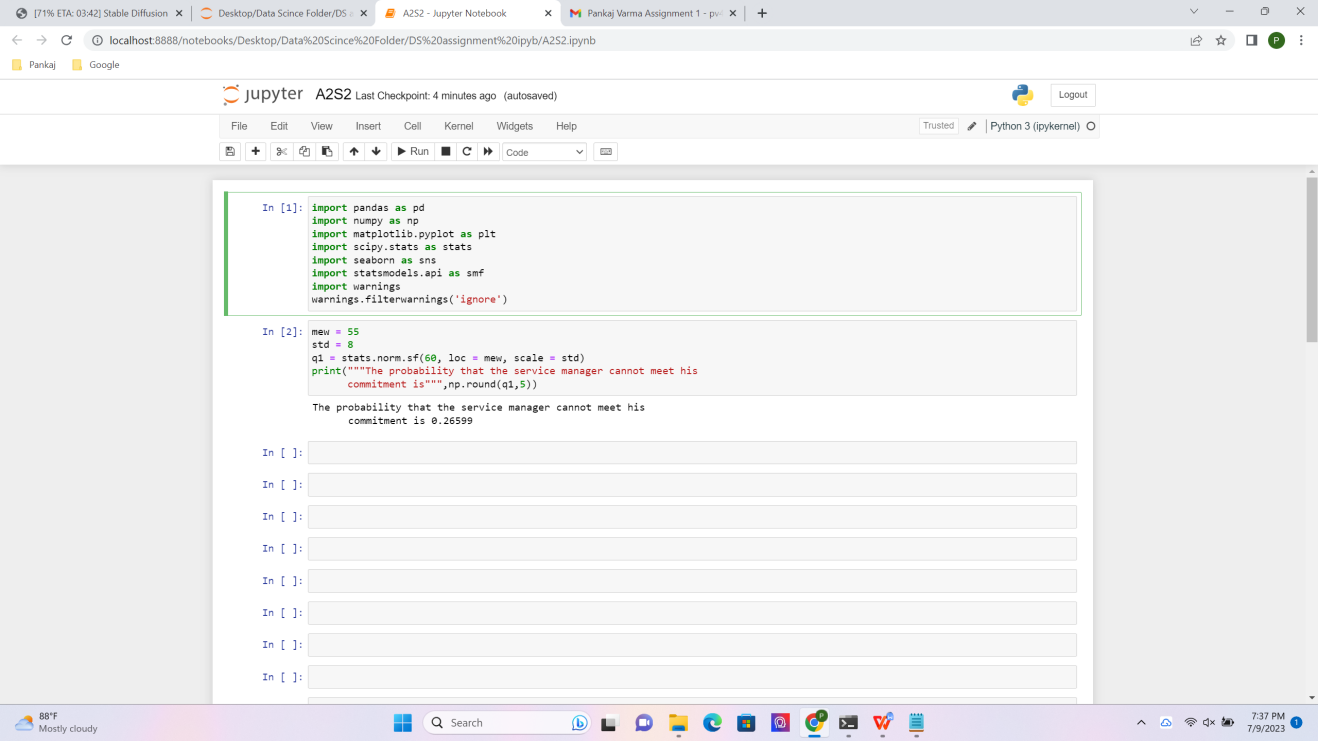 [71% ETA: 03:42] Stable Diffusion
Desktop/Data Scince Folder/DS a
A2S2 - Jupyter Notebook
Pankaj Varma Assignment 1 - pv4
localhost:8888/notebooks/Desktop/Data%20Scince%20Folder/DS%20assignment%20ipyb/A2S2.ipynb
P
Pankaj
Google
jupyter A2S2 Last Checkpoint: 4 minutes ago (autosaved)
Logout
File Edit View Insert Cell Kernel Widgets Help
Trusted
Python 3 (ipykernel)
Run
Code
In [1]:
import pandas as pd
import numpy as np
import matplotlib.pyplot as plt
import scipy.stats as stats
import seaborn as sns
import statsmodels.api as smf
import warnings
warnings.filterwarnings('ignore')
In [2]:
mew = 55
std = 8
q1 = stats.norm.sf(60, loc = mew, scale = std)
print("""The probability that the service manager cannot meet his
commitment is""",np.round(q1,5))
The probability that the service manager cannot meet his
commitment is 0.26599
In [ ]:
In [ ]:
In [ ]:
In [ ]:
In [ ]:
In [ ]:
In [ ]:
In [ ]:
88°F
Mostly cloudy
Search
7:37 PM
7/9/2023
1